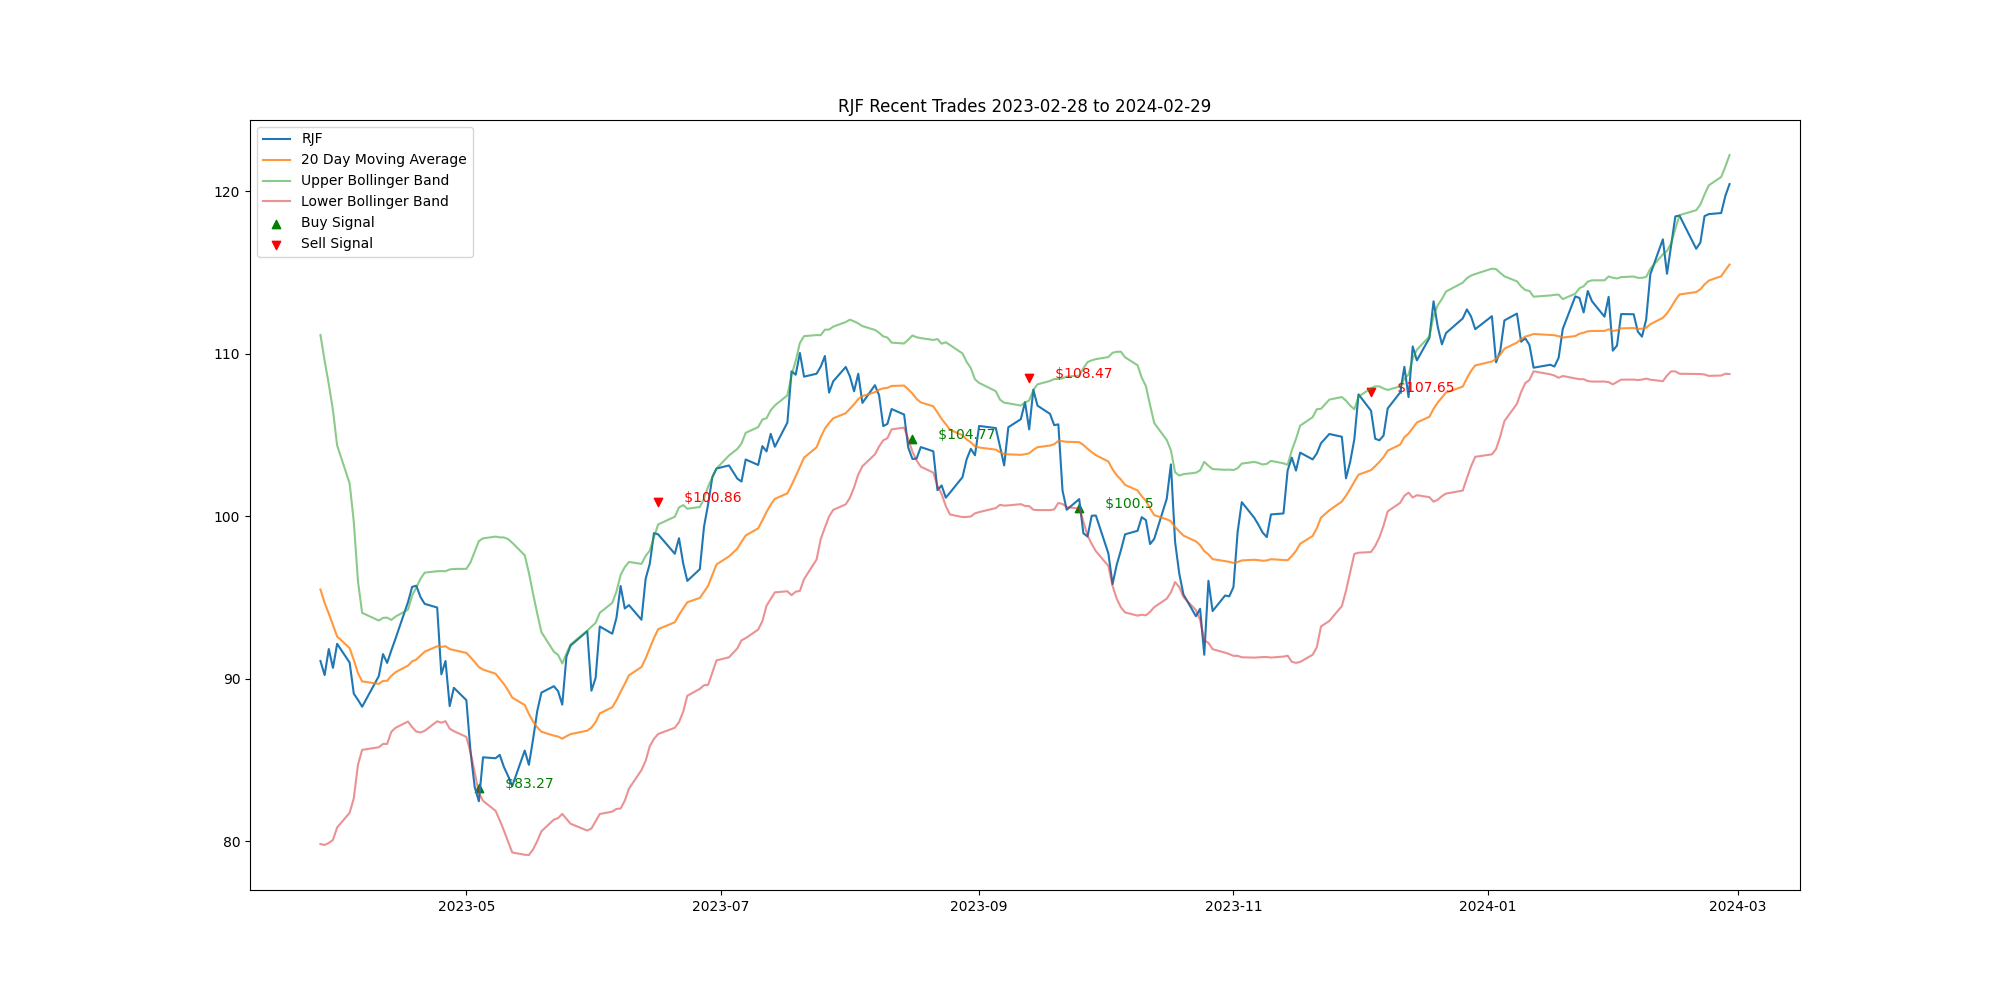 RJF Recent Trades 2023-02-28 to 2024-02-29
RJF
20 Day Moving Average
Upper Bollinger Band
Lower Bollinger Band
Buy Signal
Sell Signal
120
110
100
90
80
$108.47
$107.65
$104.77
$100.86
$100.5
$83.27
2023-05
2023-07
2023-09
2023-11
2024-01
2024-03